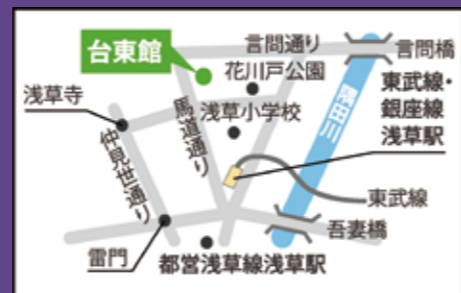 台東館
言問通り
言問橋
花川戸公園
東武線・
銀座線
浅草駅
浅草寺
馬道通り
浅草小学校
隅田川
仲見世通り
東武線
吾妻橋
雷門
都営浅草線浅草駅